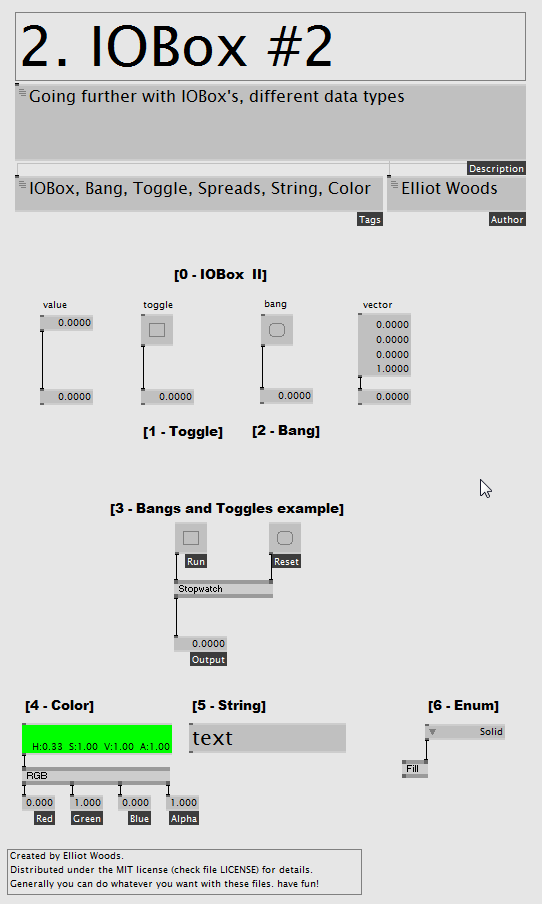 2. IOBox #2
Going further with IOBox's, different data types
Description
IOBox, Bang, Toggle, Spreads, String, Color
Elliot Woods
Tags
Author
[0 - IOBox  II]
value
toggle
bang
vector
0.0000
0.0000
0.0000
0.0000
1.0000
0.0000
0.0000
0.0000
0.0000
[1 - Toggle]
[2 - Bang]
[3 - Bangs and Toggles example]
Run
Reset
Stopwatch
0.0000
Output
[4 - Color]
[5 - String]
[6 - Enum]
H:0.33 S:1.00 V:1.00 A:1.00
text
Solid
RGB
Fill
0.000
1.000
0.000
1.000
Red
Green
Blue
Alpha
Created by Elliot Woods.
Distributed under the MIT license (check file LICENSE) for details.
Generally you can do whatever you want with these files. have fun!